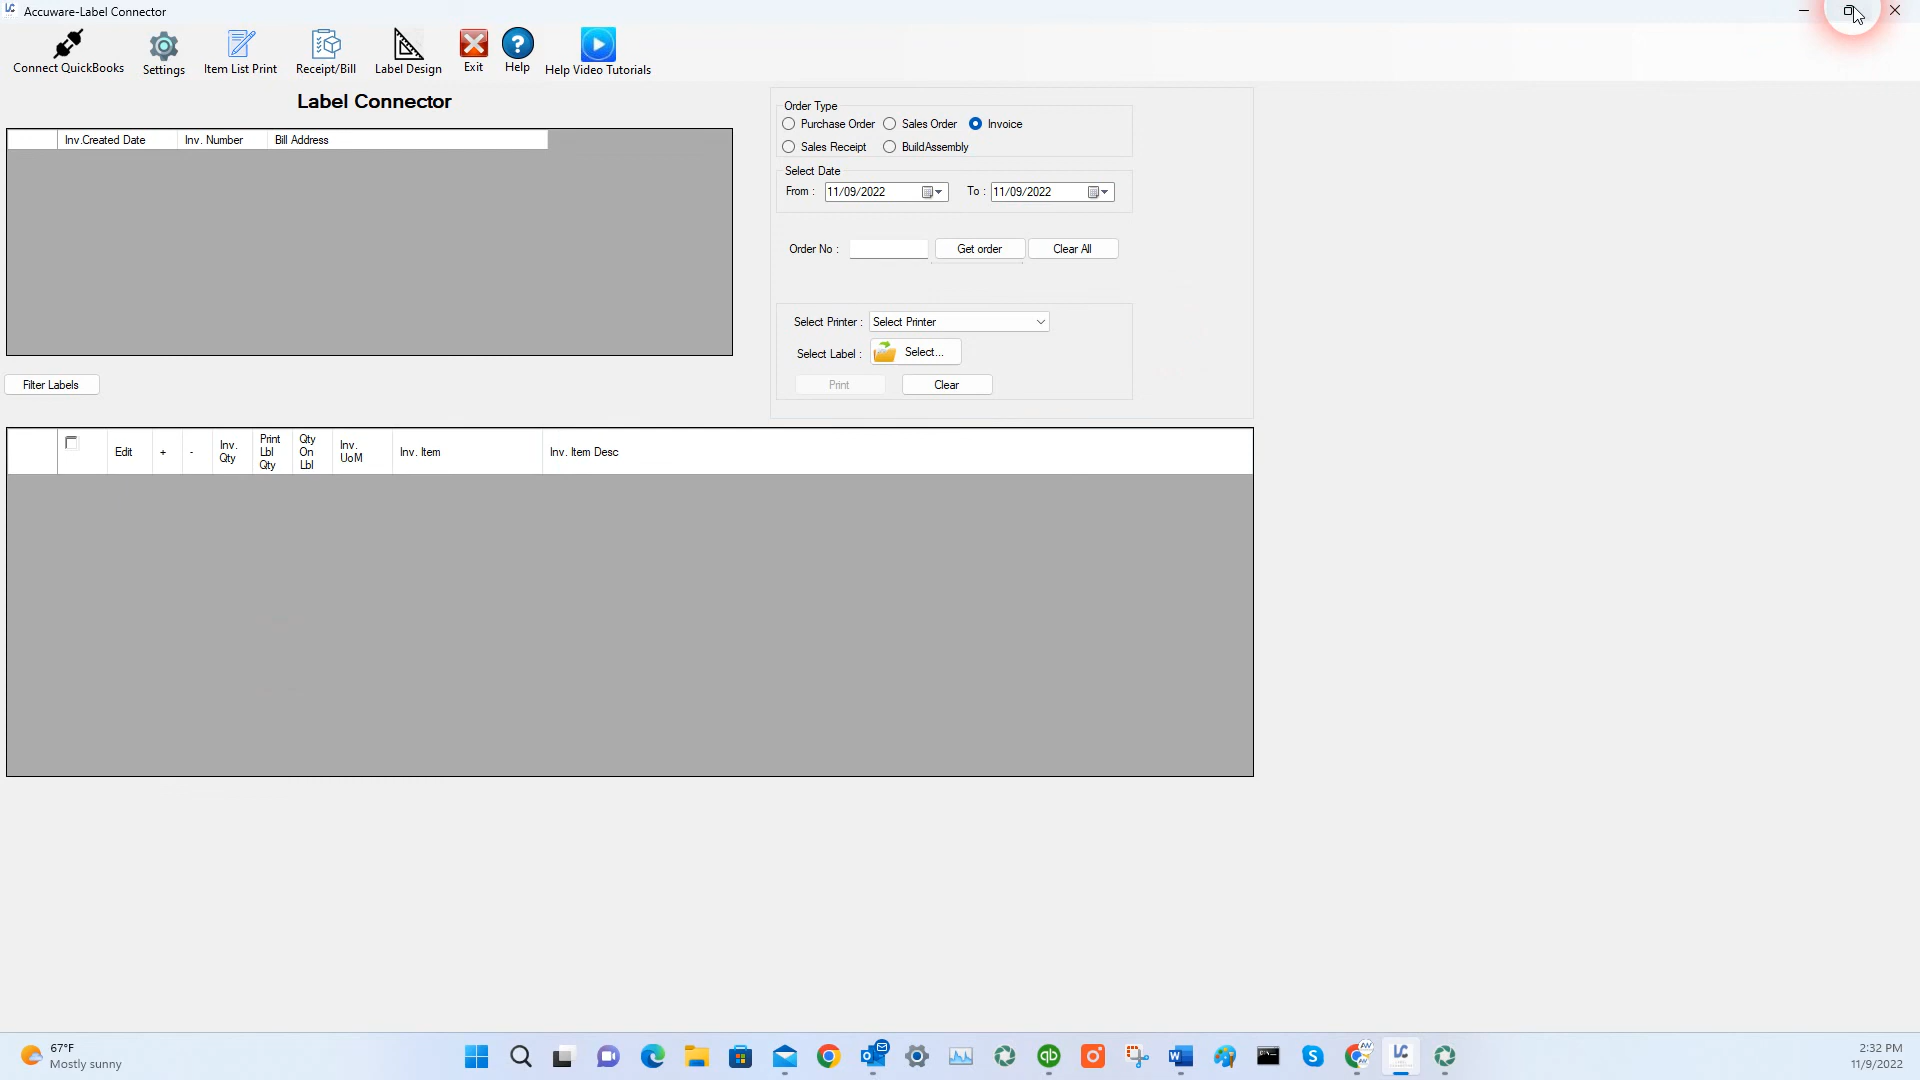 Accuware-Label Connector
Connect QuickBooks
Settings
Item List Print
Receipt/Bill
Label Design
Exit
Help
Help Video Tutorials
Label Connector
Inv.Created Date
Inv. Number
Bill Address
Order Type
Purchase Order
Sales Order
Invoice
Sales Receipt
BuildAssembly
Select Date
From :
11/09/2022
To :
11/09/2022
Order No :
Get order
Clear All
Select Printer :
Select Printer
Select Label :
Select...
Print
Clear
Filter Labels
Edit
+
-
Inv.
Qty
Print
Lbl
Qty
Qty
On
Lbl
Inv.
UoM
Inv. Item
Inv. Item Desc
67°F
Mostly sunny
2:32 PM
11/9/2022